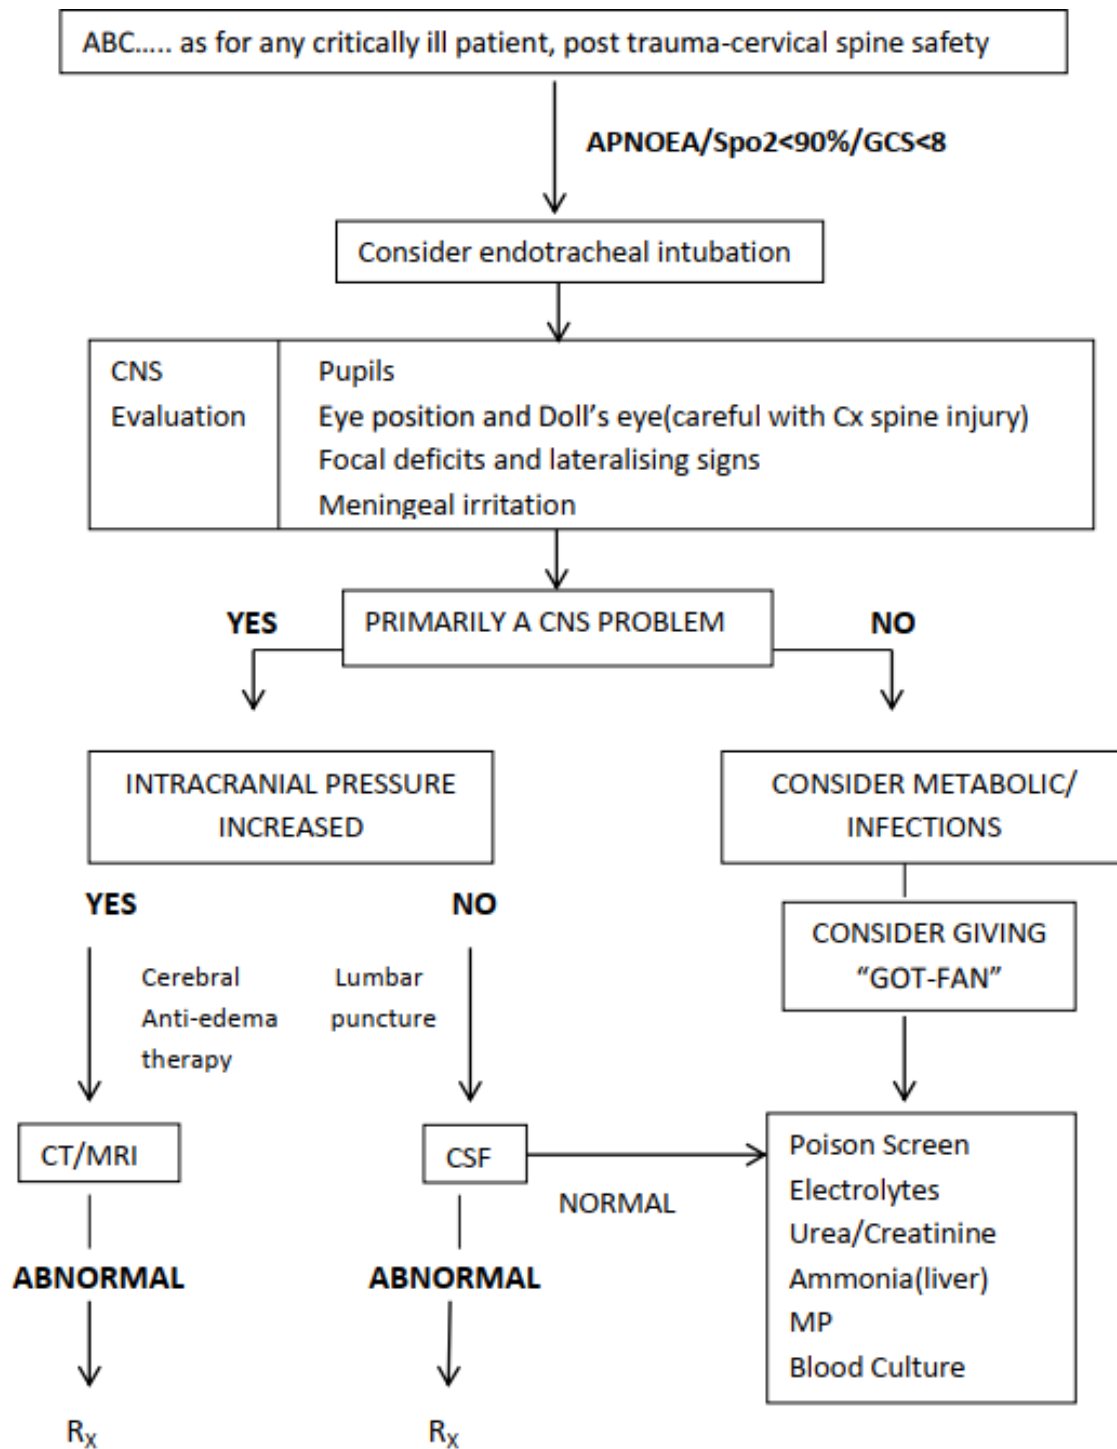 ABC..... as for any critically ill patient, post trauma-cervical spine safety
APNOEA/Spo2<90%/GCS<8
Consider endotracheal intubation
CNS
Evaluation
Pupils
Eye position and Doll's eye(careful with Cx spine injury)
Focal deficits and lateralising signs
Meningeal irritation
YES
PRIMARILY A CNS PROBLEM
NO
INTRACRANIAL PRESSURE
INCREASED
CONSIDER METABOLIC/
INFECTIONS
YES
NO
CONSIDER GIVING
“GOT-FAN”
Cerebral
Anti-edema
therapy
Lumbar
puncture
CT/MRI
CSF
NORMAL
Poison Screen
Electrolytes
Urea/Creatinine
Ammonia(liver)
MP
Blood Culture
ABNORMAL
ABNORMAL
RX
RX